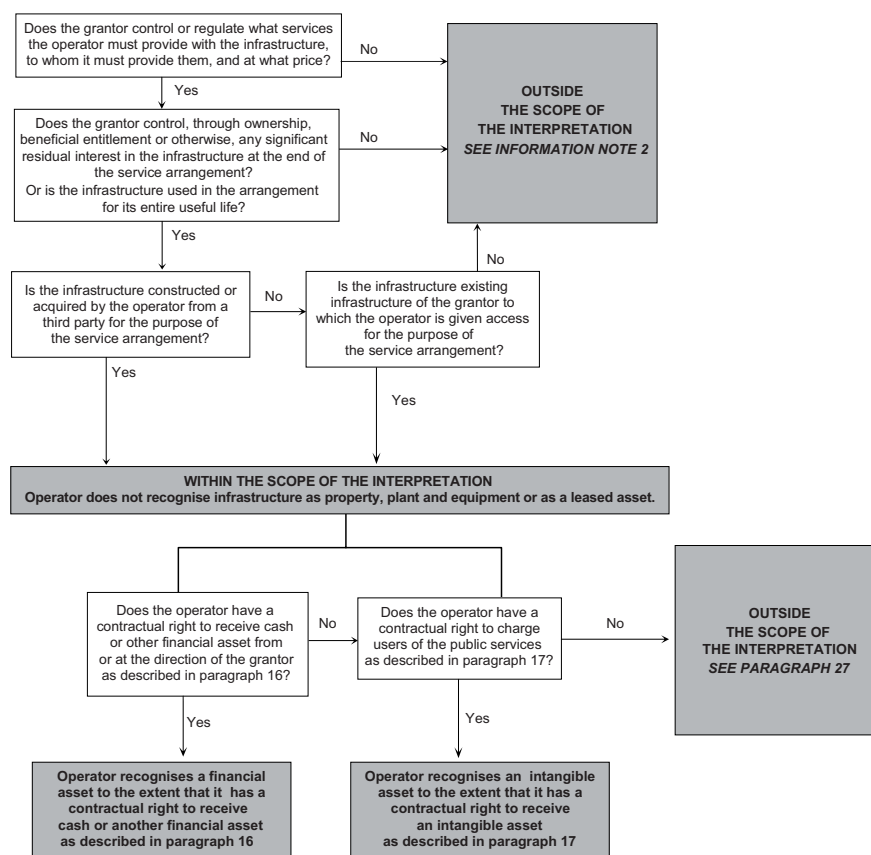 Does the grantor control or regulate what services
the operator must provide with the infrastructure,
to whom it must provide them, and at what price?
No
Yes
OUTSIDE
THE SCOPE OF
THE INTERPRETATION
SEE INFORMATION NOTE 2
Does the grantor control, through ownership,
beneficial entitlement or otherwise, any significant
residual interest in the infrastructure at the end of
the service arrangement?
Or is the infrastructure used in the arrangement
for its entire useful life?
No
Yes
No
Is the infrastructure constructed or
acquired by the operator from a
third party for the purpose of
the service arrangement?
No
Is the infrastructure existing
infrastructure of the grantor to
which the operator is given access
for the purpose of
the service arrangement?
Yes
Yes
WITHIN THE SCOPE OF THE INTERPRETATION
Operator does not recognise infrastructure as property, plant and equipment or as a leased asset.
Does the operator have a
contractual right to receive cash
or other financial asset from
or at the direction of the grantor
as described in paragraph 16?
No
Does the operator have a
contractual right to charge
users of the public services
as described in paragraph 17?
No
OUTSIDE
THE SCOPE OF
THE INTERPRETATION
SEE PARAGRAPH 27
Yes
Yes
Operator recognises a financial
asset to the extent that it has a
contractual right to receive
cash or another financial asset
as described in paragraph 16
Operator recognises an intangible
asset to the extent that it has a
contractual right to receive
an intangible asset
as described in paragraph 17